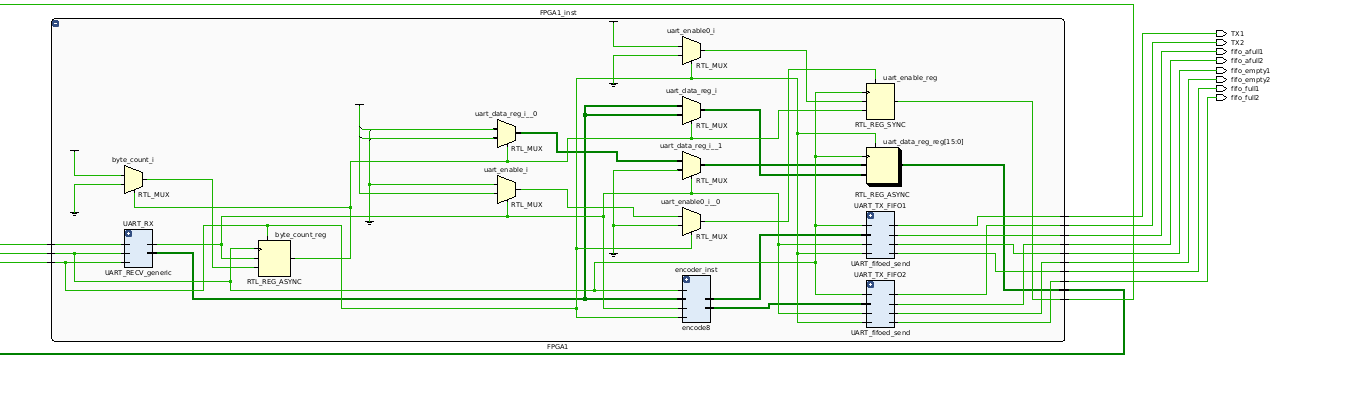 FPGA1_inst
uart_enable0_i
RTL_MUX
TX1
TX2
fifo_afull1
fifo_afull2
fifo_empty1
fifo_empty2
fifo_full1
fifo_full2
uart_enable_reg
RTL_REG_SYNC
uart_data_reg_i
RTL_MUX
uart_data_reg_i__0
RTL_MUX
uart_data_reg_i__1
RTL_MUX
uart_data_reg_reg[15:0]
RTL_REG_ASYNC
byte_count_i
RTL_MUX
uart_enable_i
RTL_MUX
uart_enable0_i__0
RTL_MUX
UART_TX_FIFO1
UART_fifoed_send
UART_RX
UART_RECV_generic
byte_count_reg
RTL_REG_ASYNC
encoder_inst
encode8
UART_TX_FIFO2
UART_fifoed_send
FPGA1